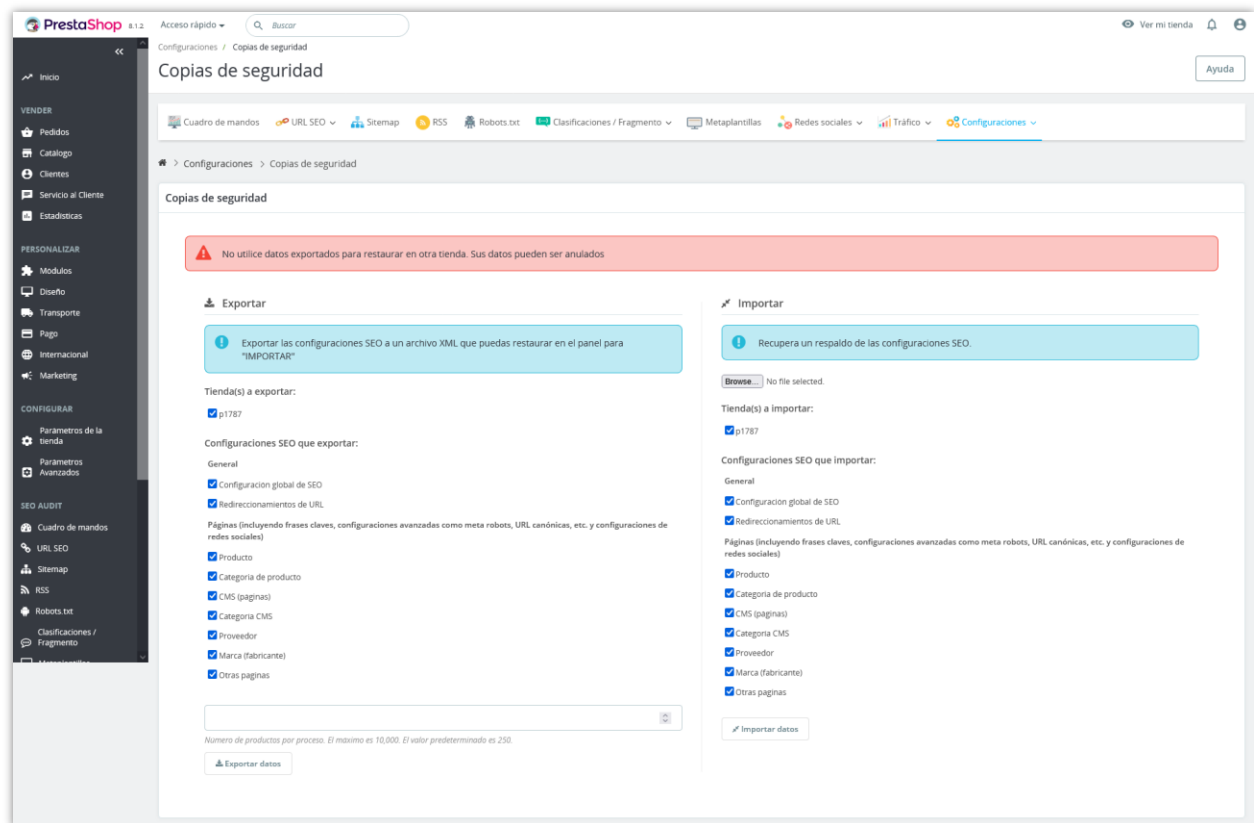 PrestaShop 8.1.2 Acceso rápido Buscar Ver mi tienda
Configuraciones / Copias de seguridad
Copias de seguridad
Ayuda
Inicio
VENDER
Pedidos
Catalogo
Clientes
Servicio al Cliente
Estadisticas
PERSONALIZAR
Modulos
Diseño
Transporte
Pago
Internacional
Marketing
CONFIGURAR
Parametros de la
tienda
Parametros
Avanzados
SEO AUDIT
Cuadro de mandos
URL SEO
Sitemap
RSS
Robots.txt
Clasificaciones /
Fragmento
Cuadro de mandos URL SEO Sitemap RSS Robots.txt Clasificaciones / Fragmento Metaplantillas Redes sociales Tráfico Configuraciones
> Configuraciones > Copias de seguridad
Copias de seguridad
No utilice datos exportados para restaurar en otra tienda. Sus datos pueden ser anulados
Exportar
Exportar las configuraciones SEO a un archivo XML que puedas restaurar en el panel para
"IMPORTAR"
Tienda(s) a exportar:
p1787
Configuraciones SEO que exportar:
General
Configuracion global de SEO
Redireccionamientos de URL
Páginas (incluyendo frases claves, configuraciones avanzadas como meta robots, URL canónicas, etc. y configuraciones de
redes sociales)
Producto
Categoria de producto
CMS (paginas)
Categoria CMS
Proveedor
Marca (fabricante)
Otras paginas
Numero de productos por proceso. El maximo es 10,000. El valor predeterminado es 250.
Exportar datos
Importar
Recupera un respaldo de las configuraciones SEO.
Browse... No file selected.
Tienda(s) a importar:
p1787
Configuraciones SEO que importar:
General
Configuracion global de SEO
Redireccionamientos de URL
Páginas (incluyendo frases claves, configuraciones avanzadas como meta robots, URL canónicas, etc. y configuraciones de
redes sociales)
Producto
Categoria de producto
CMS (paginas)
Categoria CMS
Proveedor
Marca (fabricante)
Otras paginas
Importar datos